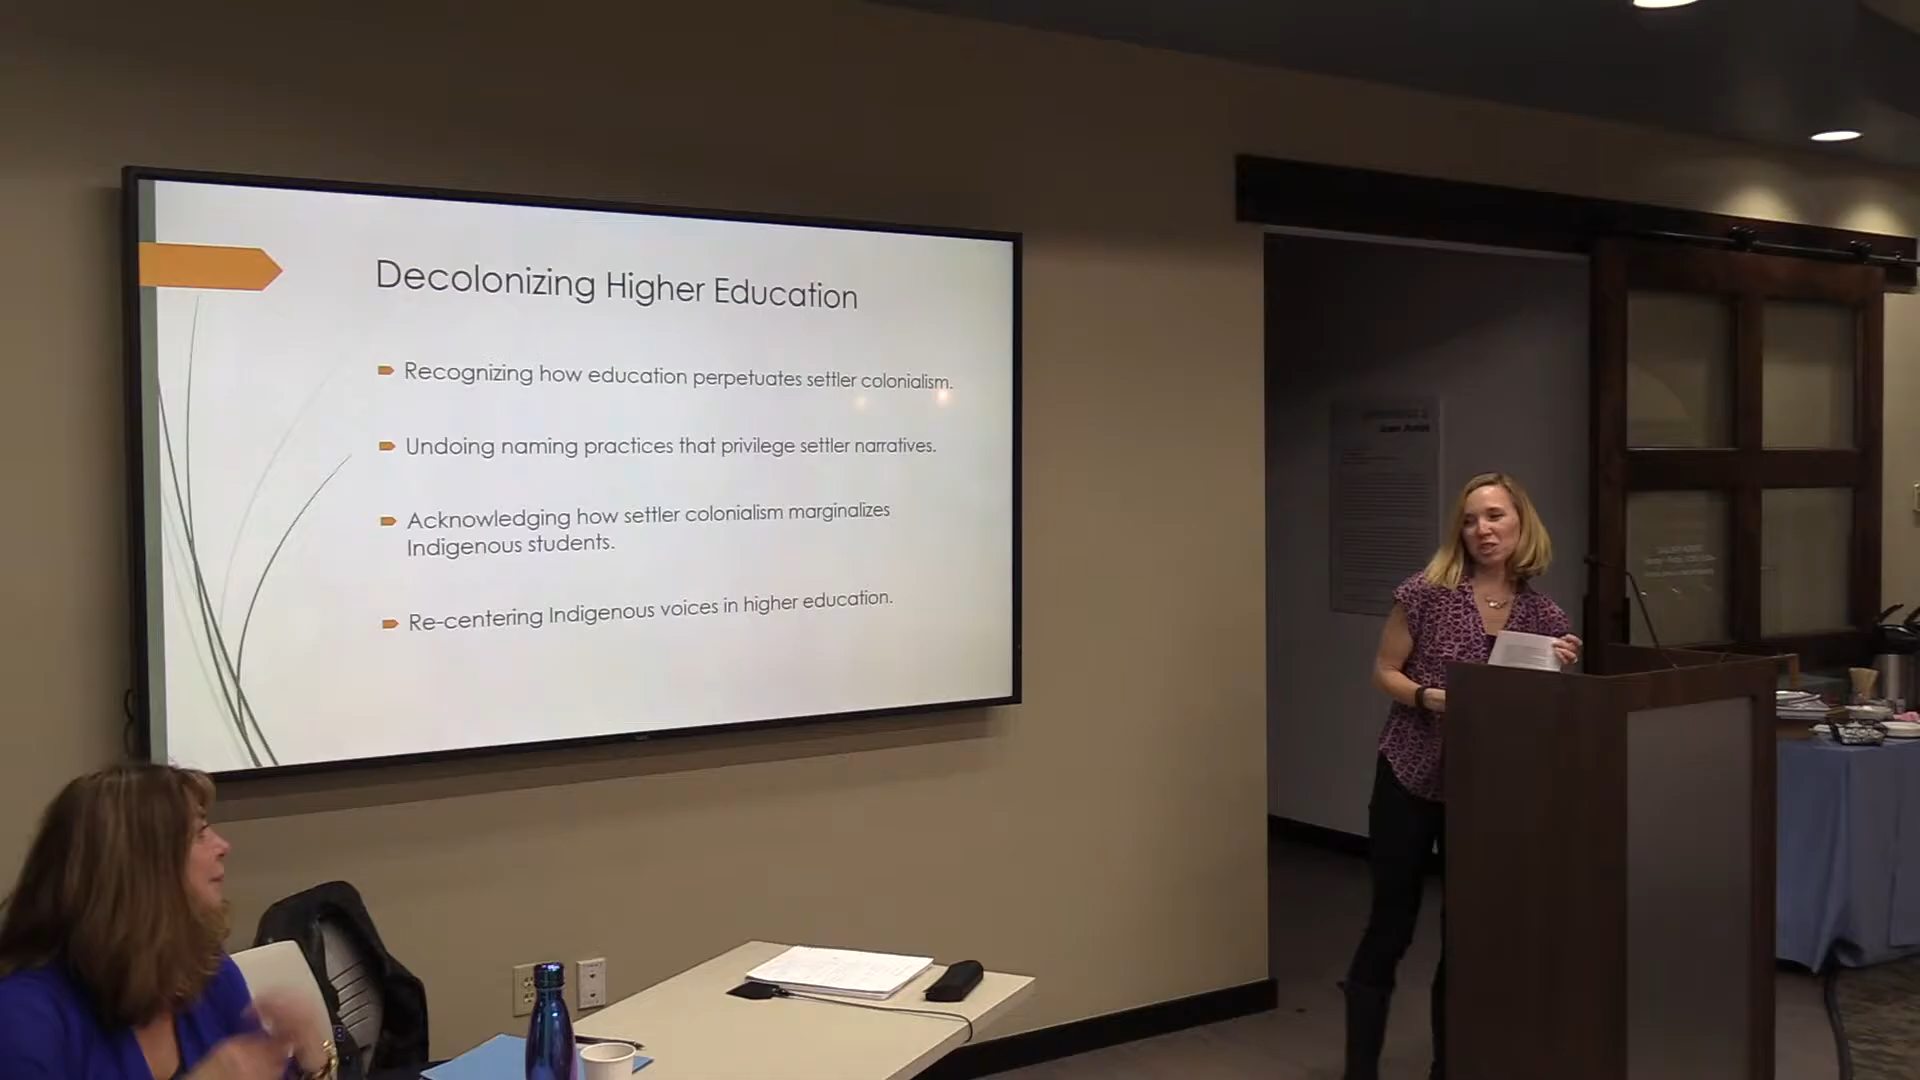 Decolonizing Higher Education
Recognizing how education perpetuates settler colonialism.
Undoing naming practices that privilege settler narratives.
Acknowledging how settler colonialism marginalizes
Indigenous students.
Re-centering Indigenous voices in higher education.